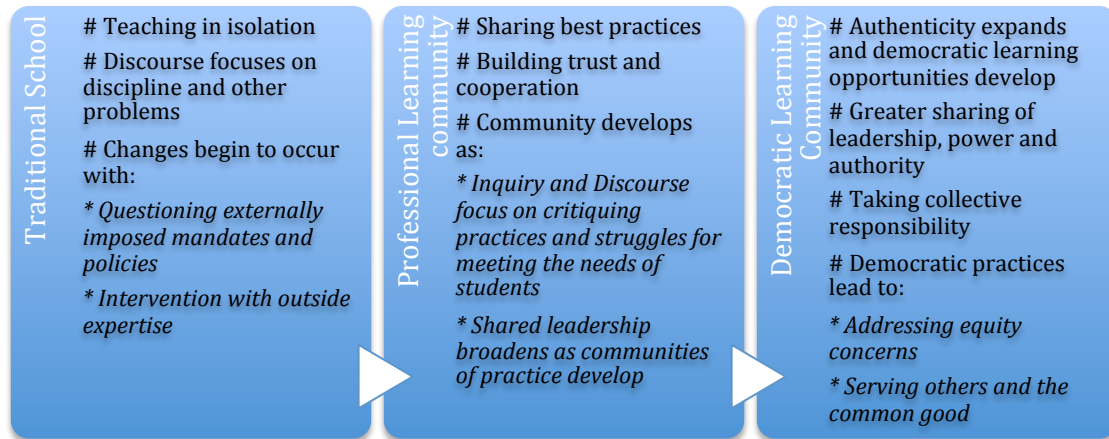 Traditional School
# Teaching in isolation
# Discourse focuses on
discipline and other
problems
# Changes begin to occur
with:
* Questioning externally
imposed mandates and
policies
* Intervention with outside
expertise
Professional Learning
community
# Sharing best practices
# Building trust and
cooperation
# Community develops
as:
* Inquiry and Discourse
focus on critiquing
practices and struggles for
meeting the needs of
students
* Shared leadership
broadens as communities
of practice develop
Democratic Learning
Community
# Authenticity expands
and democratic learning
opportunities develop
# Greater sharing of
leadership, power and
authority
# Taking collective
responsibility
# Democratic practices
lead to:
* Addressing equity
concerns
* Serving others and the
common good